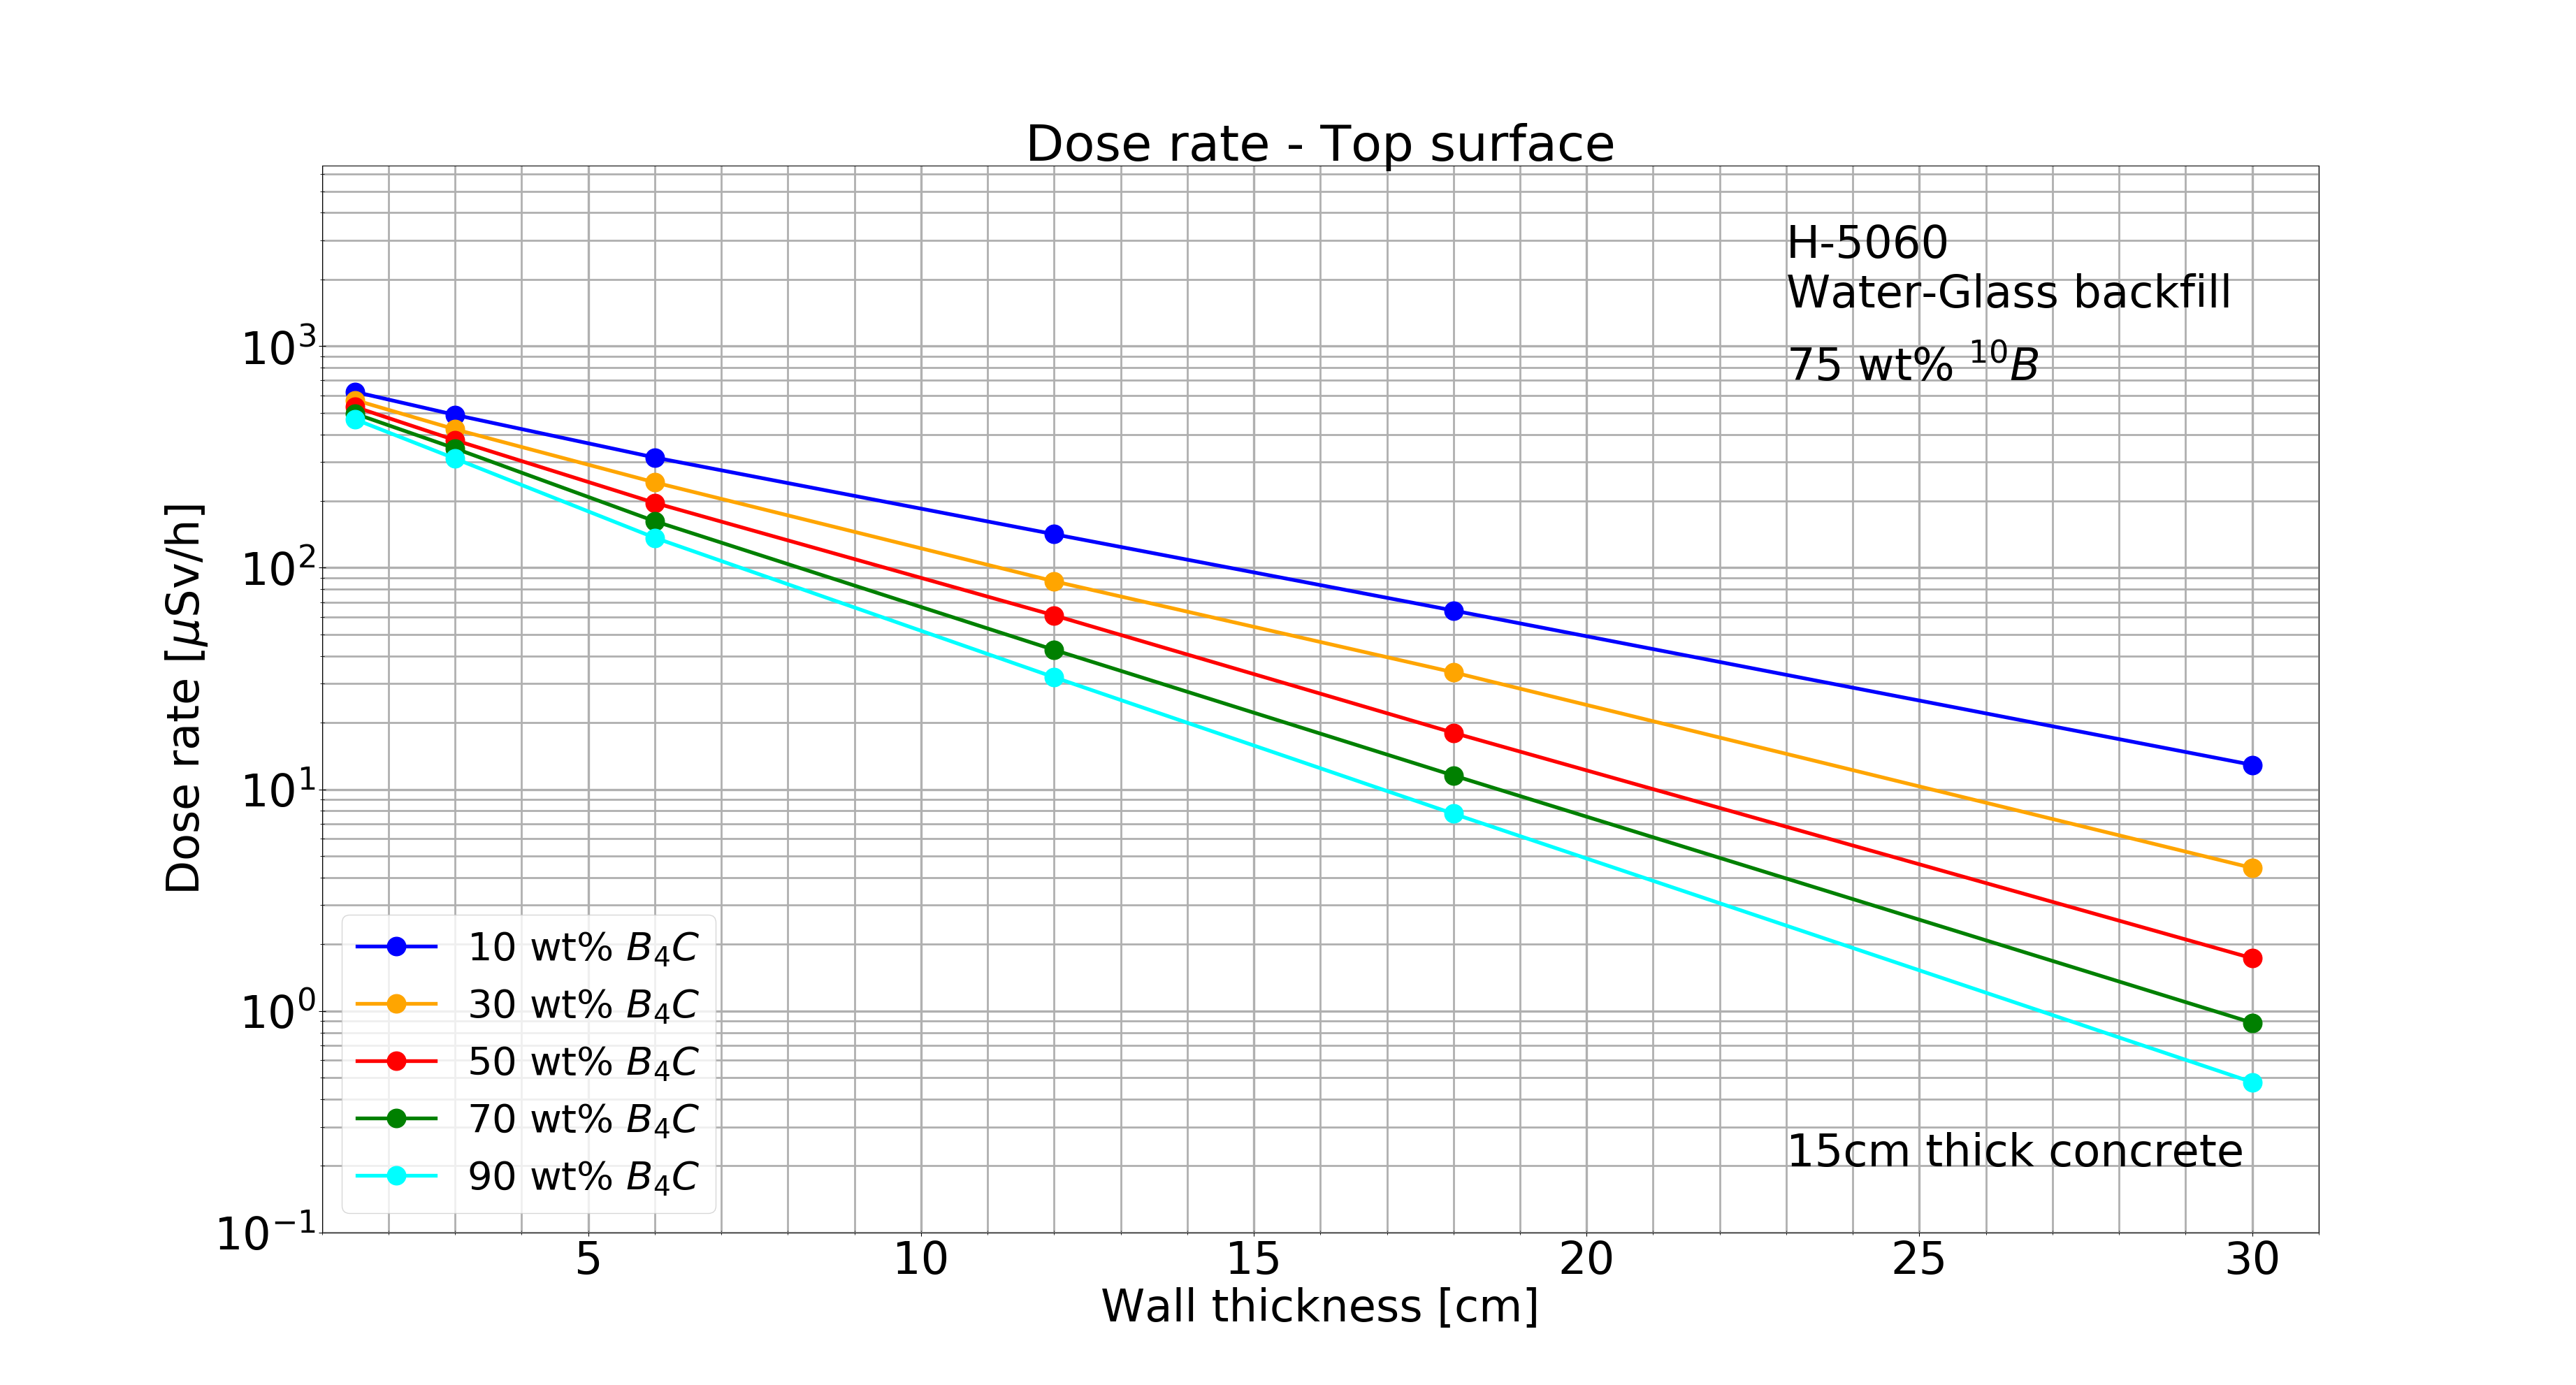 Dose rate - Top surface
H-5060
Water-Glass backfill
75 wt% ¹⁰B
10³
10²
10¹
10⁰
10⁻¹
Dose rate [μSv/h]
10 wt% B₄C
30 wt% B₄C
50 wt% B₄C
70 wt% B₄C
90 wt% B₄C
15cm thick concrete
5 10 15 20 25 30
Wall thickness [cm]